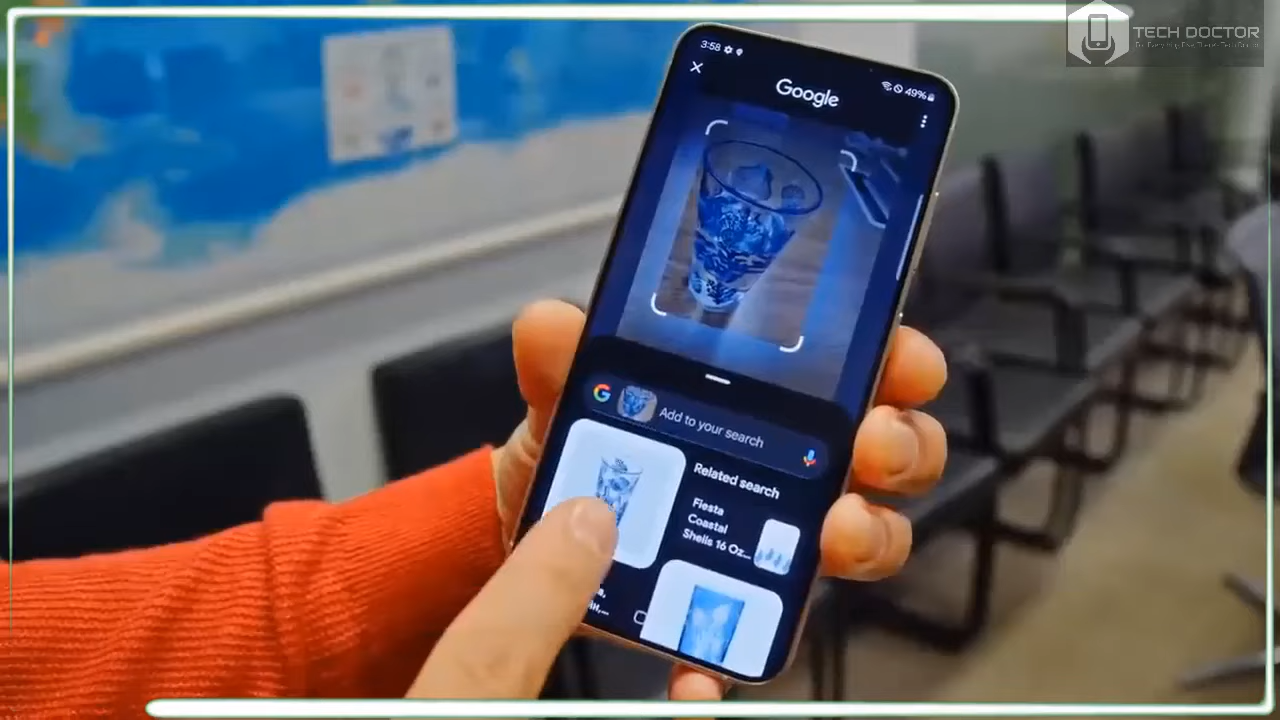 TECH DOCTOR
3:58
49%
Google
G
Add to your search
Related search
Fiesta
Coastal
Shells 16 Oz...